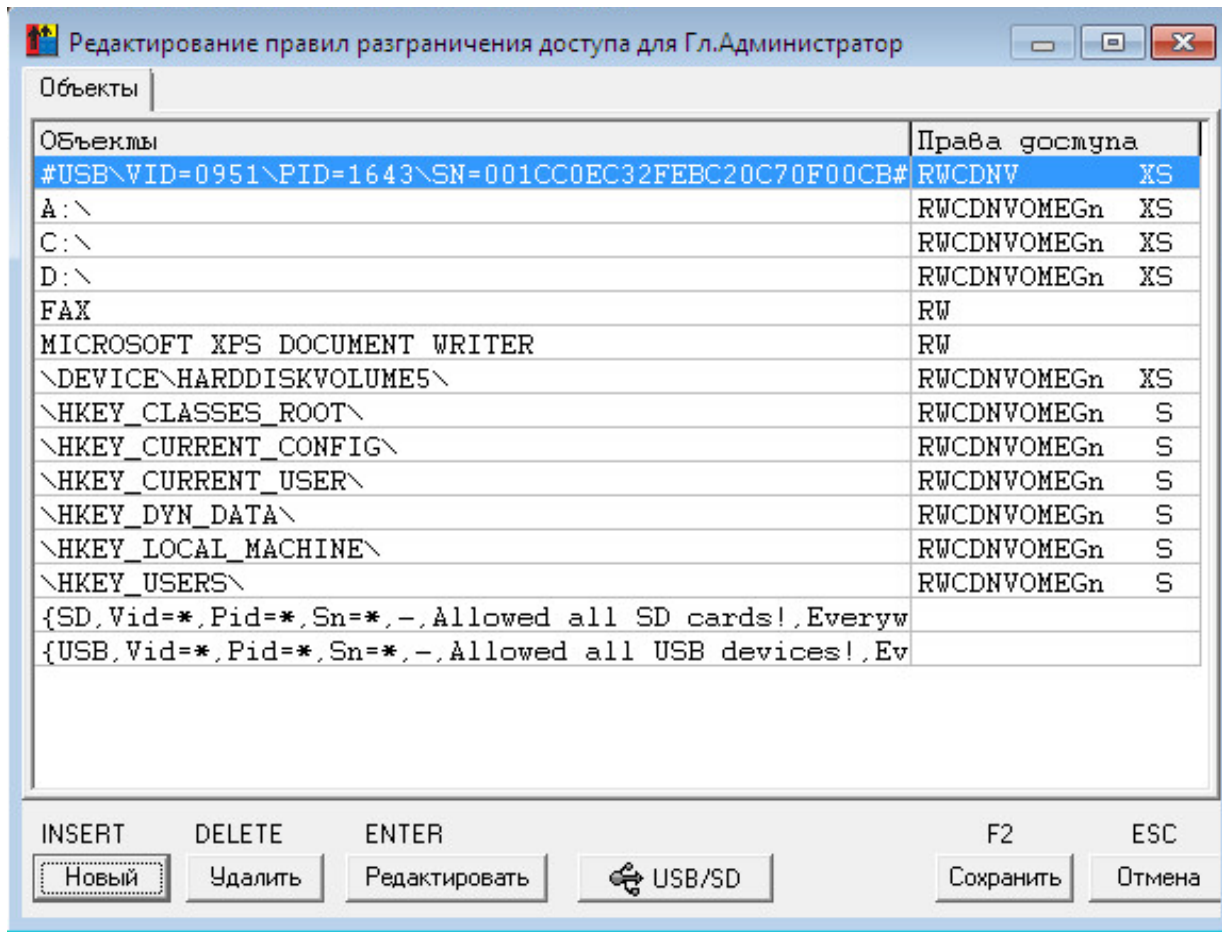 Редактирование правил разграничения доступа для Гл.Администратор
Объекты
Объекты Права доступа
#USB\VID=0951\PID=1643\SN=001CC0EC32FEBC20C70F00CB# RWCDNV XS
A:\ RWCDNVOMEGn XS
C:\ RWCDNVOMEGn XS
D:\ RWCDNVOMEGn XS
FAX RW
MICROSOFT XPS DOCUMENT WRITER RW
\DEVICE\HARDDISKVOLUME5\ RWCDNVOMEGn XS
\HKEY_CLASSES_ROOT\ RWCDNVOMEGn S
\HKEY_CURRENT_CONFIG\ RWCDNVOMEGn S
\HKEY_CURRENT_USER\ RWCDNVOMEGn S
\HKEY_DYN_DATA\ RWCDNVOMEGn S
\HKEY_LOCAL_MACHINE\ RWCDNVOMEGn S
\HKEY_USERS\ RWCDNVOMEGn S
{SD,Vid=*,Pid=*,Sn=*,-,Allowed all SD cards!,Everyw
{USB,Vid=*,Pid=*,Sn=*,-,Allowed all USB devices!,Ev
INSERT DELETE ENTER F2 ESC
Новый Удалить Редактировать USB/SD Сохранить Отмена